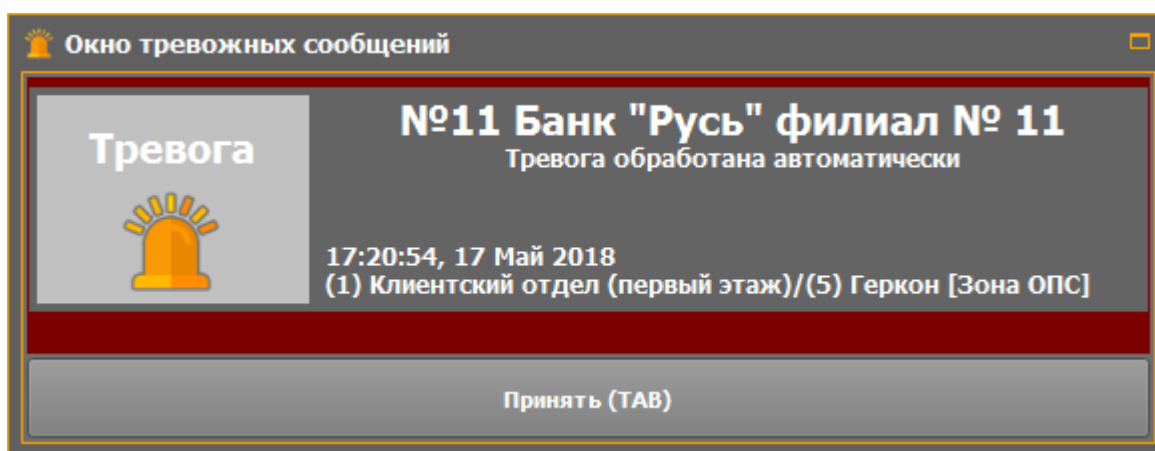 Окно тревожных сообщений
Тревога
№11 Банк "Русь" филиал № 11
Тревога обработана автоматически
17:20:54, 17 Май 2018
(1) Клиентский отдел (первый этаж)/(5) Геркон [Зона ОПС]
Принять (TAB)